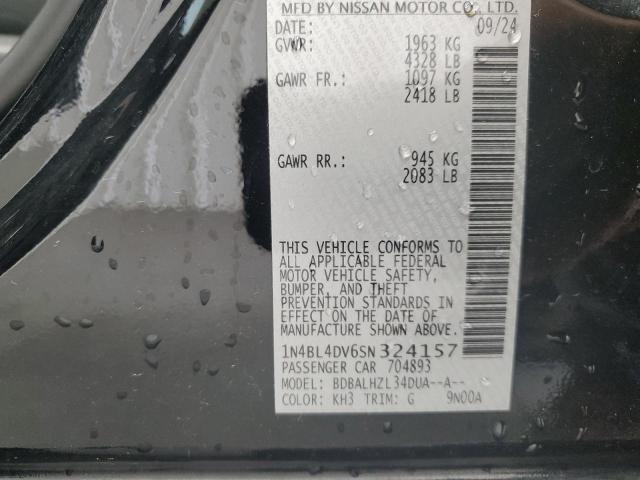 MFD BY NISSAN MOTOR CO., LTD.
DATE: 09/24
GVWR: 1963 KG
4328 LB
GAWR FR.: 1097 KG
2418 LB
GAWR RR.: 945 KG
2083 LB
THIS VEHICLE CONFORMS TO
ALL APPLICABLE FEDERAL
MOTOR VEHICLE SAFETY,
BUMPER, AND THEFT
PREVENTION STANDARDS IN
EFFECT ON THE DATE OF
MANUFACTURE SHOWN ABOVE.
1N4BL4DV6SN324157
PASSENGER CAR 704893
MODEL: BDBALHZL34DUA--A--
COLOR: KH3 TRIM: G 9N00A